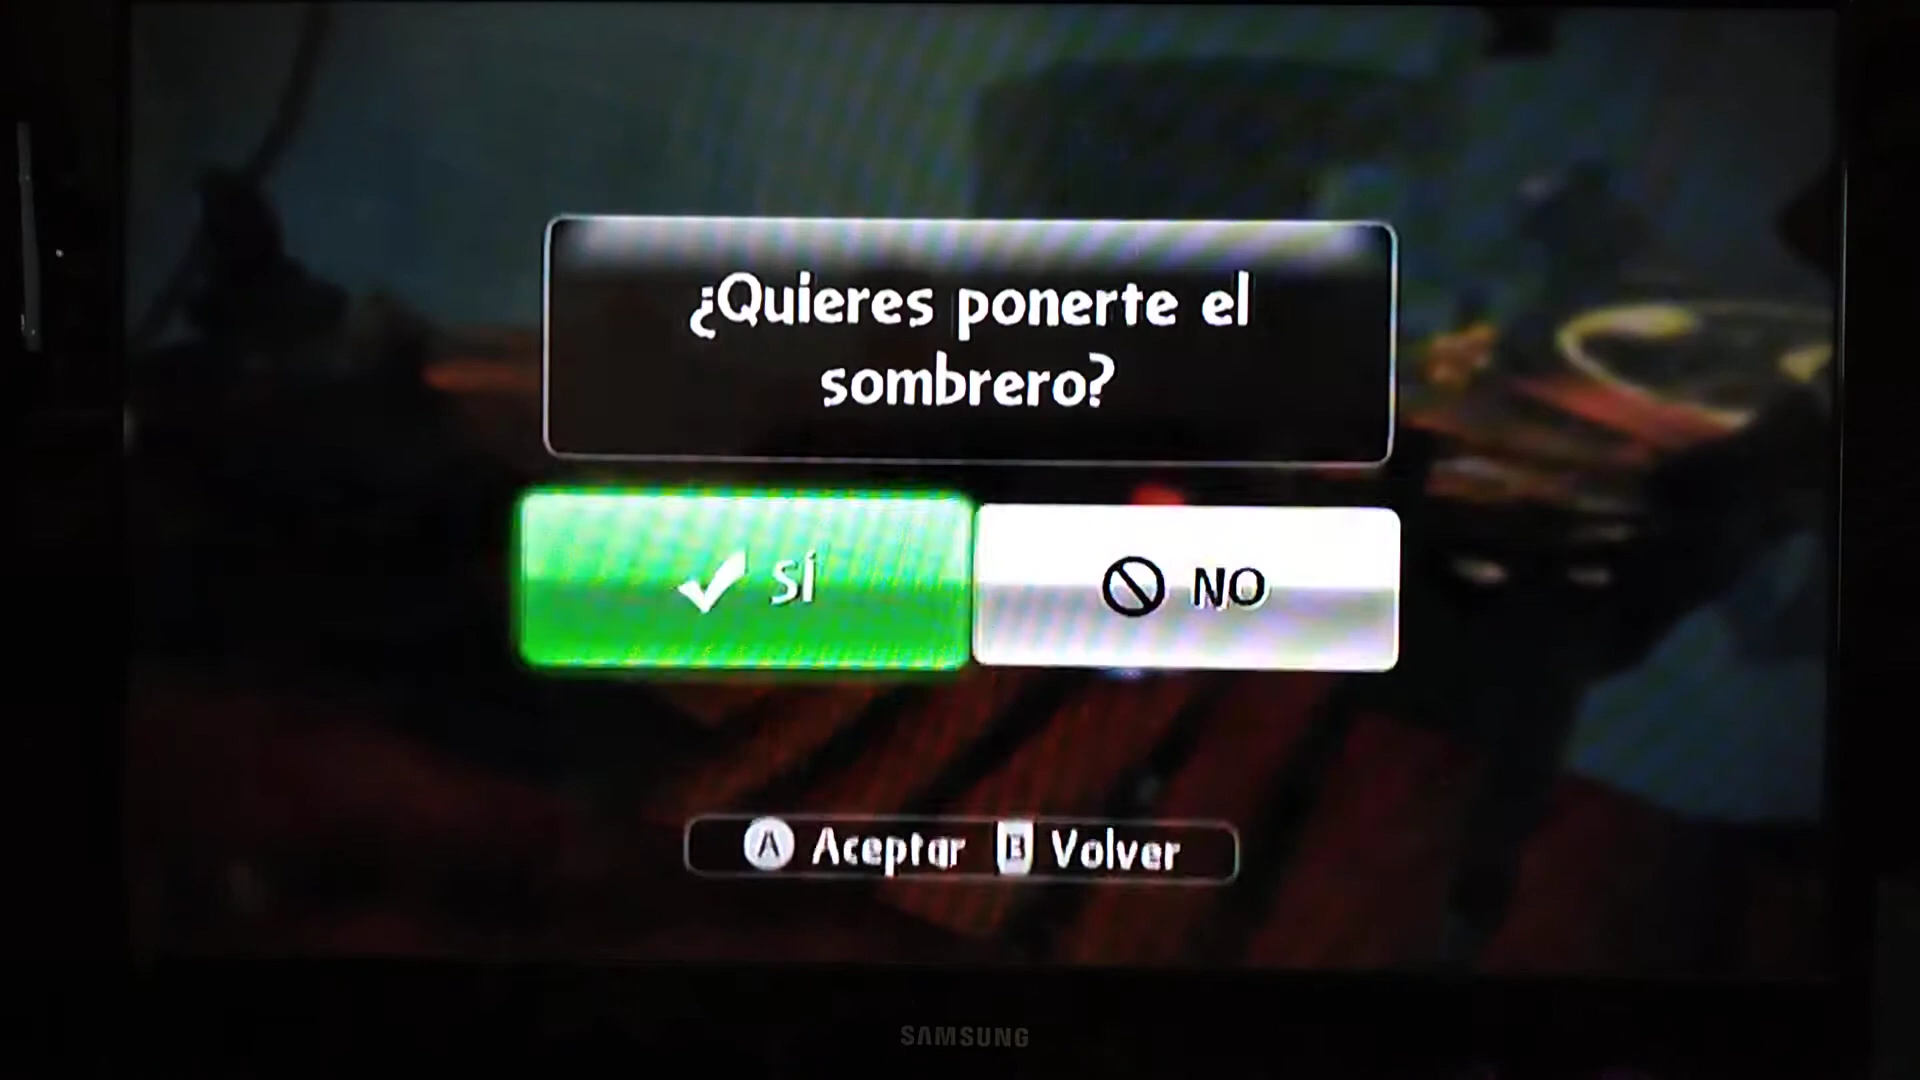 ¿Quieres ponerte el
sombrero?
SÍ
NO
A Aceptar B Volver
SAMSUNG